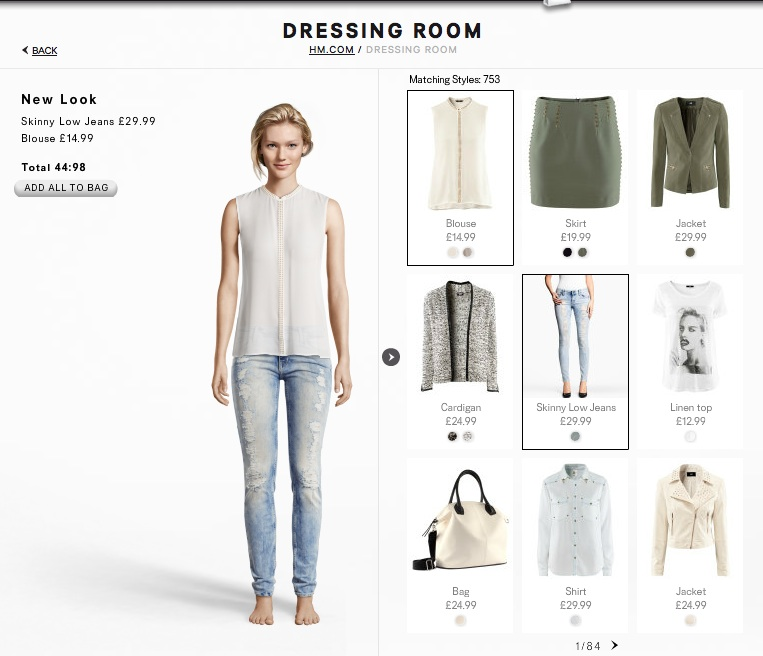 DRESSING ROOM
BACK
HM.COM / DRESSING ROOM
New Look
Skinny Low Jeans £29.99
Blouse £14.99
Total 44:98
ADD ALL TO BAG
Matching Styles: 753
Blouse
£14.99
Skirt
£19.99
Jacket
£29.99
Cardigan
£24.99
Skinny Low Jeans
£29.99
Linen top
£12.99
Bag
£24.99
Shirt
£29.99
Jacket
£24.99
1/84